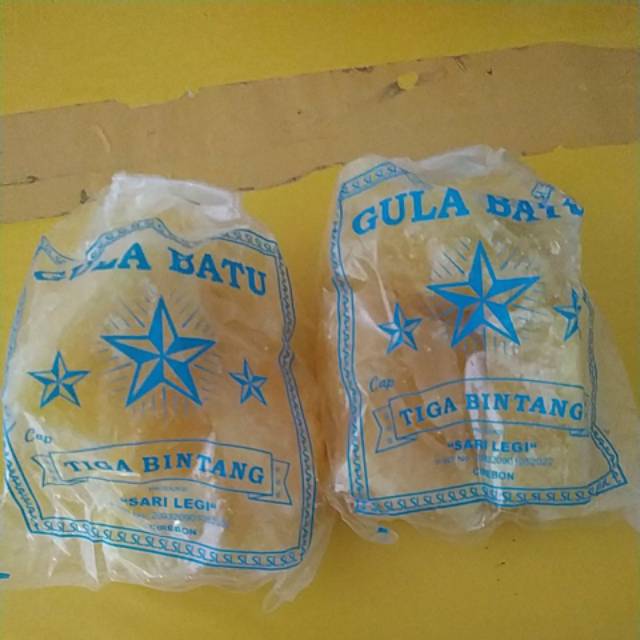 GULA BATU
Cap
TIGA BINTANG
"SARI LEGI"
CIREBON
GULA BATU
Cap
TIGA BINTANG
"SARI LEGI"
CIREBON